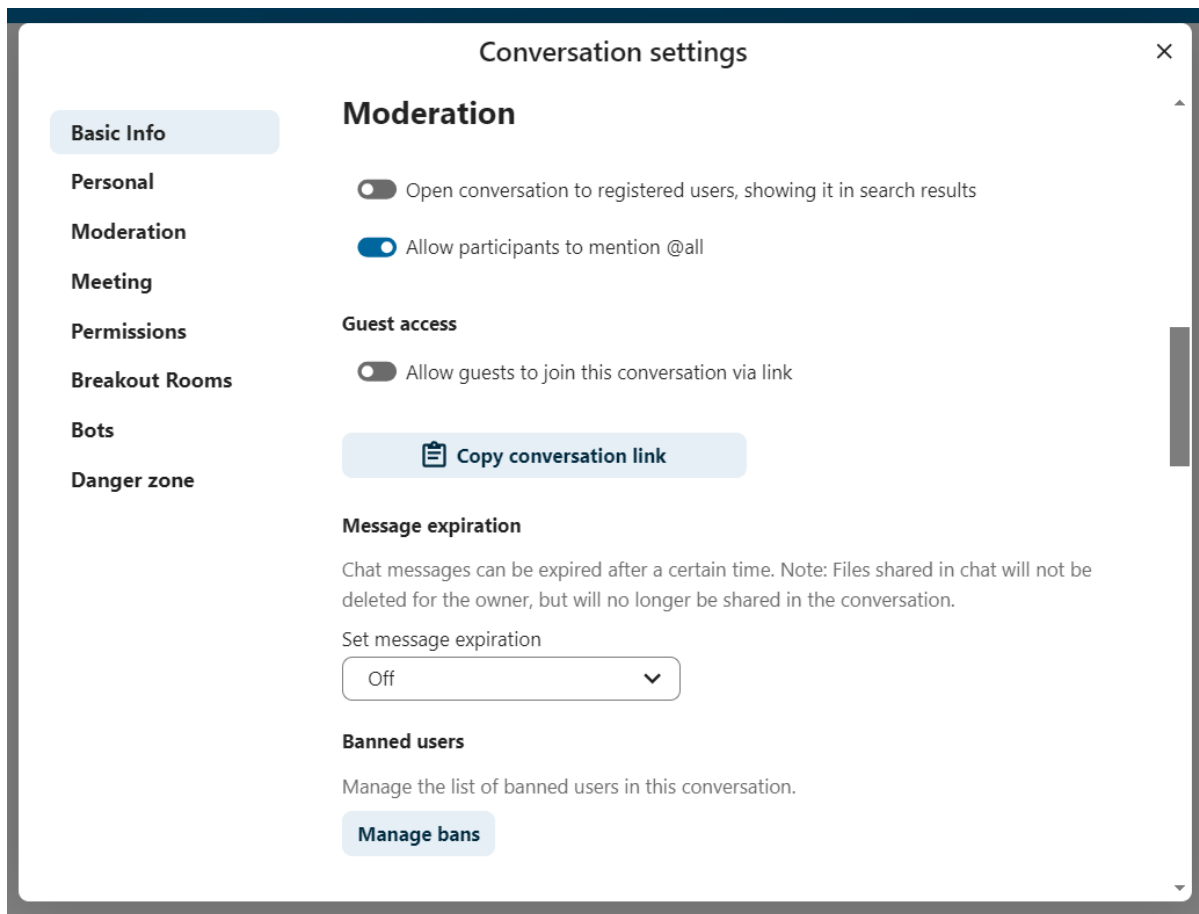 Conversation settings
Basic Info
Personal
Moderation
Meeting
Permissions
Breakout Rooms
Bots
Danger zone
Moderation
Open conversation to registered users, showing it in search results
Allow participants to mention @all
Guest access
Allow guests to join this conversation via link
Copy conversation link
Message expiration
Chat messages can be expired after a certain time. Note: Files shared in chat will not be
deleted for the owner, but will no longer be shared in the conversation.
Set message expiration
Off
Banned users
Manage the list of banned users in this conversation.
Manage bans